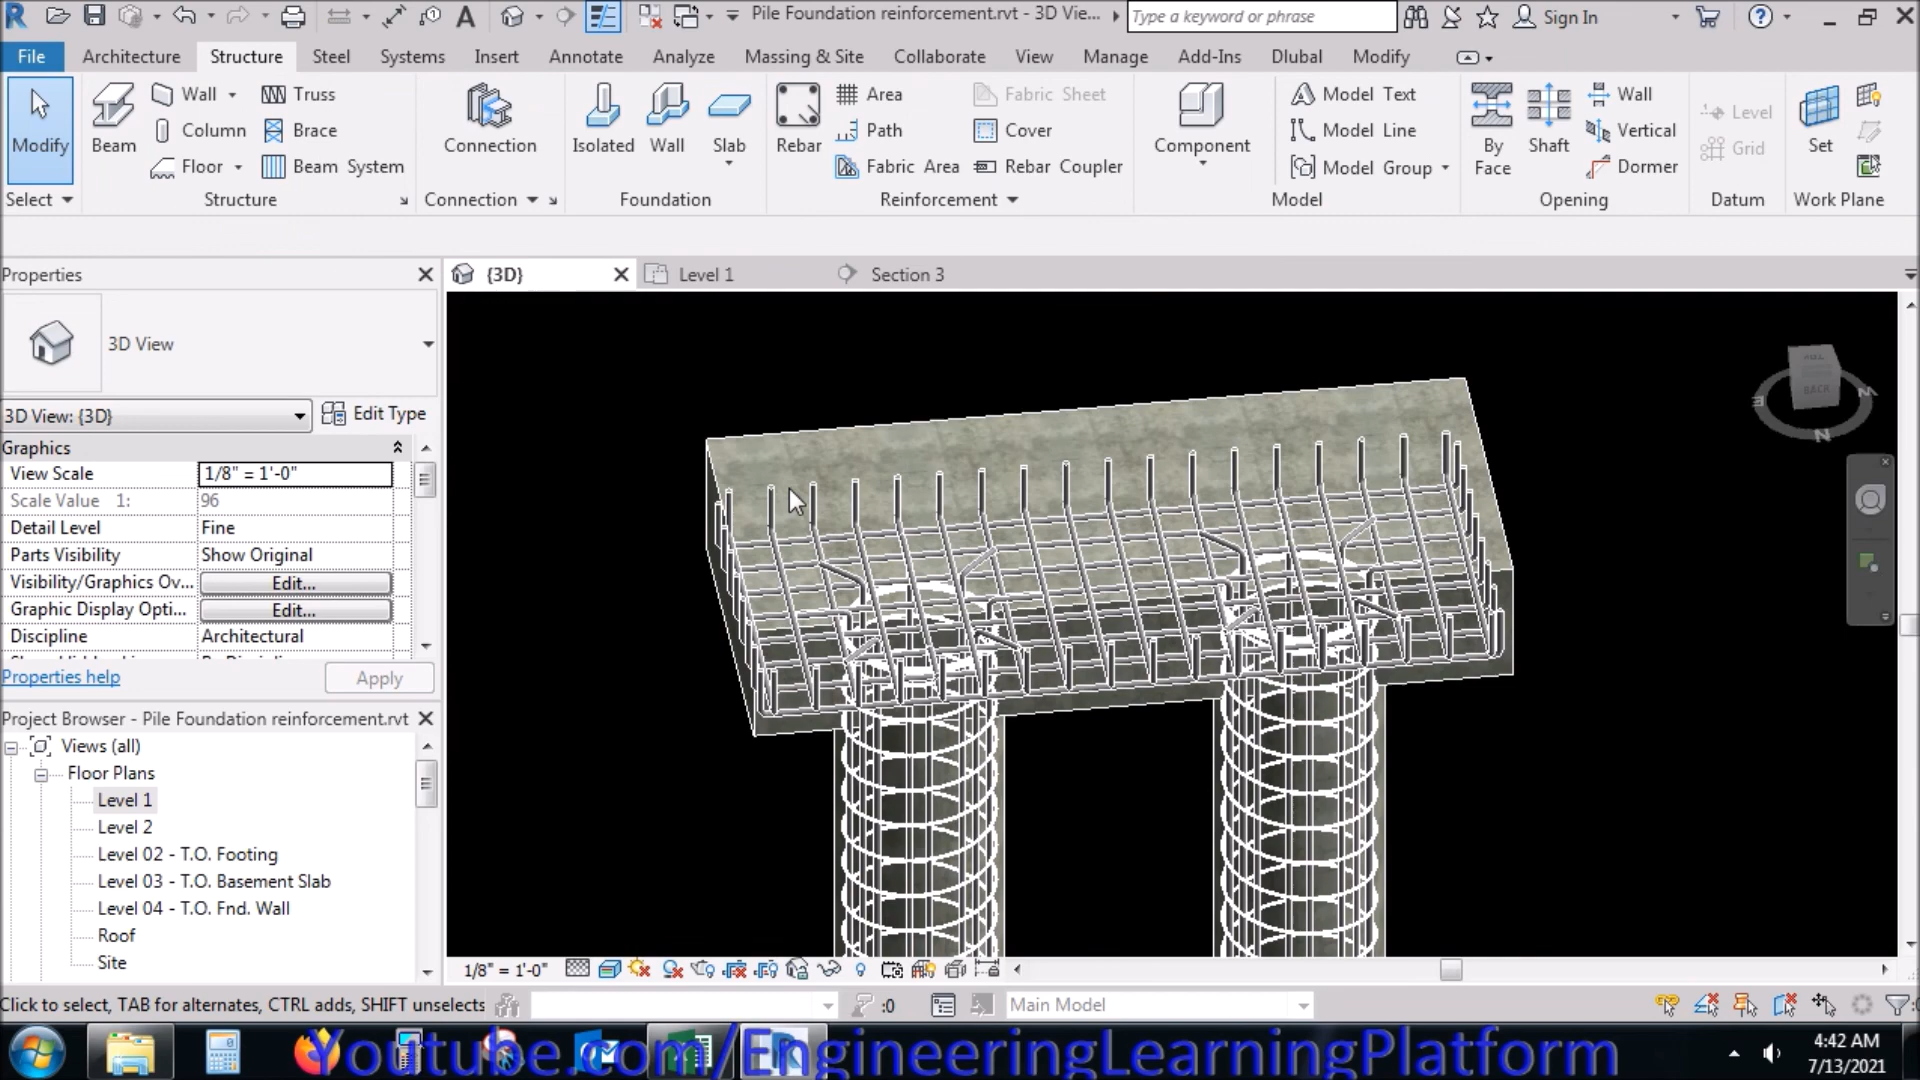 Pile Foundation reinforcement.rvt - 3D Vie...
Type a keyword or phrase
Sign In
File Architecture Structure Steel Systems Insert Annotate Analyze Massing & Site Collaborate View Manage Add-Ins Dlubal Modify
Wall Truss Area Fabric Sheet Model Text Wall Level
Column Brace Path Cover Model Line Vertical Grid
Modify Beam Connection Isolated Wall Slab Rebar Component By Face Shaft Set
Floor Beam System Fabric Area Rebar Coupler Model Group Dormer
Select Structure Connection Foundation Reinforcement Model Opening Datum Work Plane
Properties
{3D} Level 1 Section 3
3D View
3D View: {3D} Edit Type
Graphics
View Scale 1/8" = 1'-0"
Scale Value 1: 96
Detail Level Fine
Parts Visibility Show Original
Visibility/Graphics Ov... Edit...
Graphic Display Opti... Edit...
Discipline Architectural
Properties help Apply
Project Browser - Pile Foundation reinforcement.rvt
Views (all)
Floor Plans
Level 1
Level 2
Level 02 - T.O. Footing
Level 03 - T.O. Basement Slab
Level 04 - T.O. Fnd. Wall
Roof
Site
BACK
N
1/8" = 1'-0"
Click to select, TAB for alternates, CTRL adds, SHIFT unselects
:0 Main Model
Youtube.com/EngineeringLearningPlatform
4:42 AM
7/13/2021